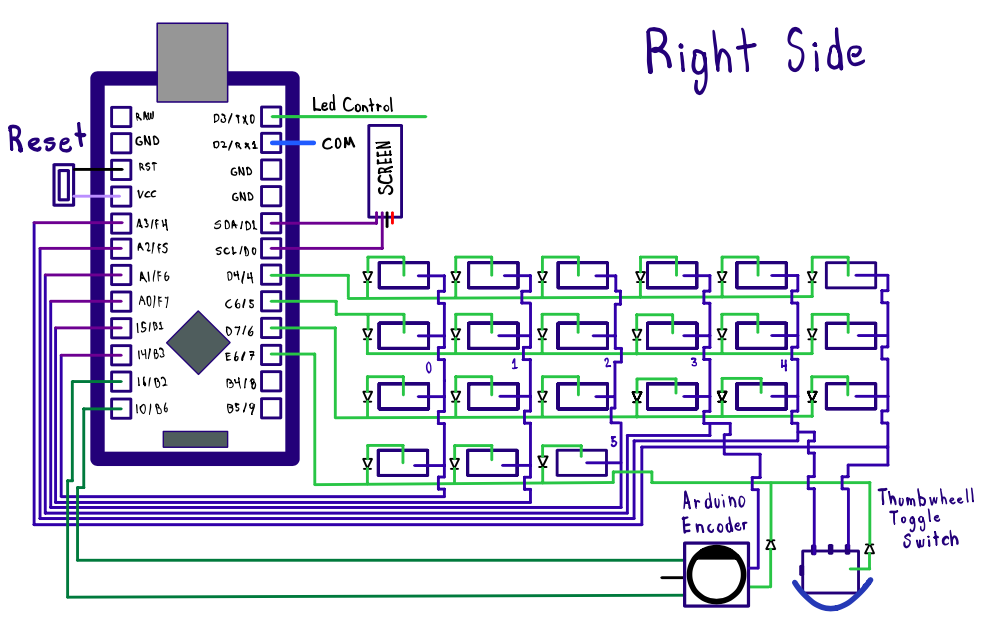 Right Side
Led Control
Reset
RAW
GND
RST
VCC
A3/F4
A2/F5
A1/F6
A0/F7
15/B1
14/B3
16/B2
10/B6
D3/TX0
D2/RX1
GND
GND
SDA/D1
SCL/D0
D4/4
C6/5
D7/6
E6/7
B4/8
B5/9
COM
SCREEN
0
1
2
3
4
5
Arduino
Encoder
Thumbwheell
Toggle
Switch